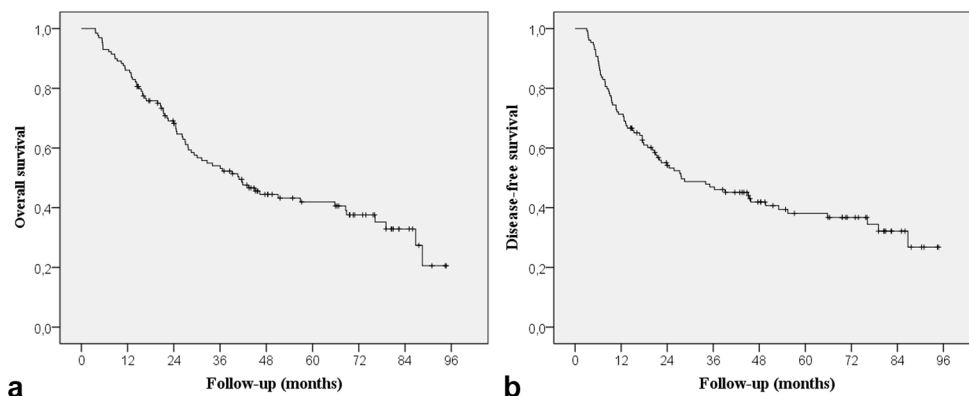 1,0
0,8
0,6
0,4
0,2
0,0
Overall survival
0 12 24 36 48 60 72 84 96
Follow-up (months)
a
1,0
0,8
0,6
0,4
0,2
0,0
Disease-free survival
0 12 24 36 48 60 72 84 96
Follow-up (months)
b